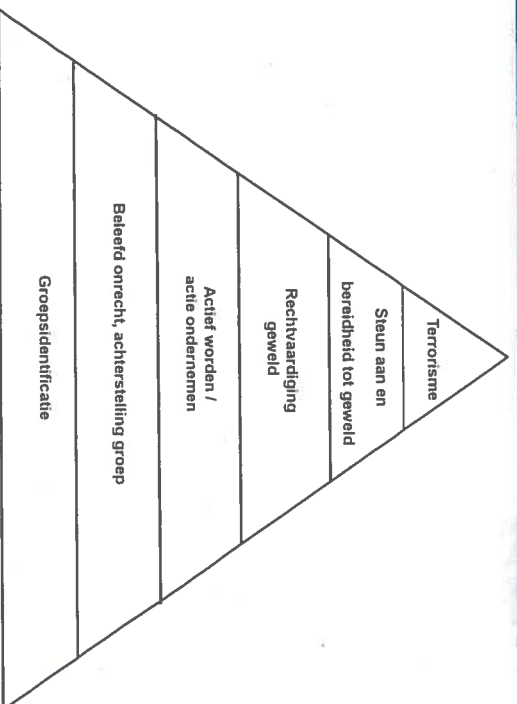 Terrorisme
Steun aan en
bereidheid tot geweld
Rechtvaardiging
geweld
Actief worden /
actie ondernemen
Beleefd onrecht, achterstelling groep
Groepsidentificatie